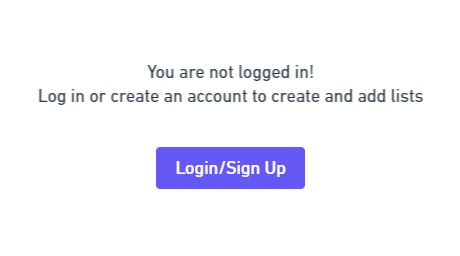 You are not logged in!
Log in or create an account to create and add lists
Login/Sign Up